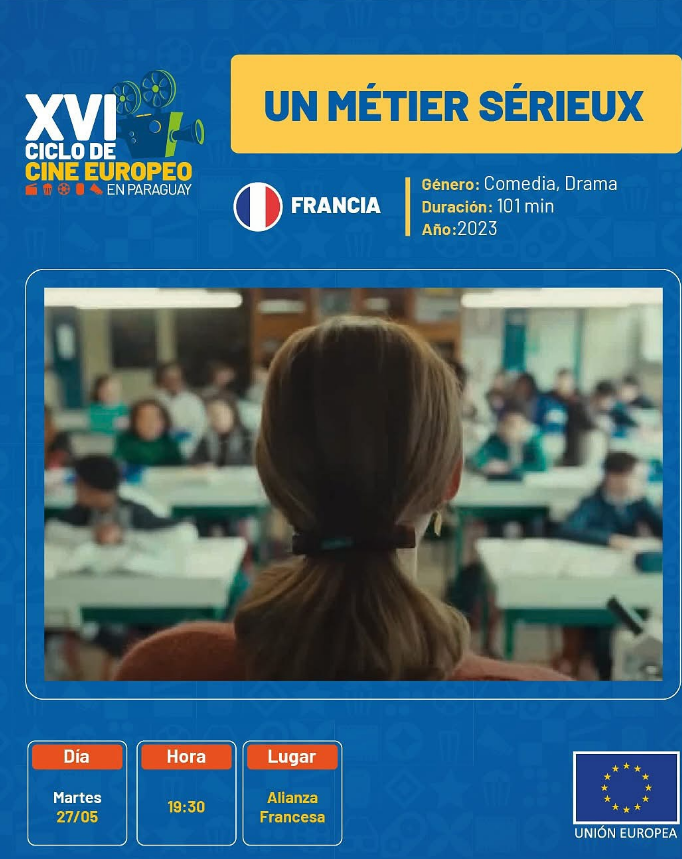 XVI
CICLO DE
CINE EUROPEO
EN PARAGUAY
UN MÉTIER SÉRIEUX
FRANCIA
Género: Comedia, Drama
Duración: 101 min
Año:2023
Día
Martes
27/05
Hora
19:30
Lugar
Alianza
Francesa
UNIÓN EUROPEA